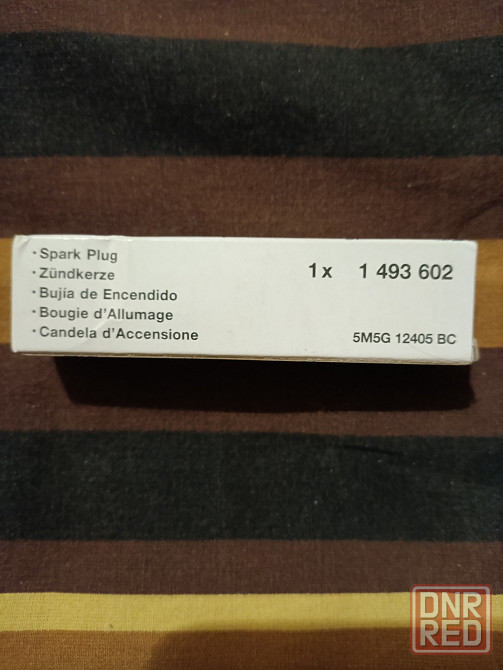 · Spark Plug
· Zündkerze
· Bujía de Encendido
· Bougie d'Allumage
· Candela d'Accensione
1 x 1 493 602
5M5G 12405 BC
DNR
RED